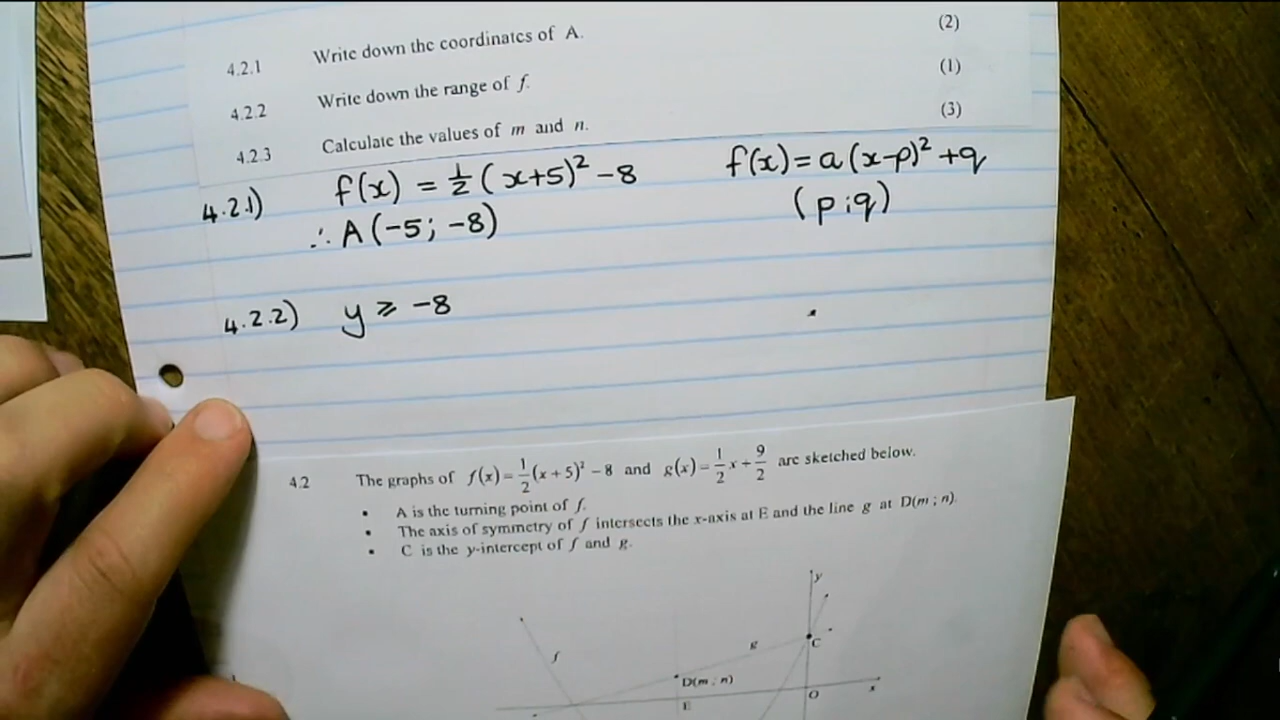 4.2.1 Write down the coordinates of A. (2)
4.2.2 Write down the range of f. (1)
4.2.3 Calculate the values of m and n. (3)
4.2.1) f(x) = 1/2 (x+5)² − 8 f(x) = a(x−p)² + q
∴ A(−5; −8) (p;q)
4.2.2) y ⩾ −8
4.2 The graphs of f(x) = 1/2 (x + 5)² − 8 and g(x) = 1/2 x + 9/2 are sketched below.
• A is the turning point of f.
• The axis of symmetry of f intersects the x-axis at E and the line g at D(m ; n).
• C is the y-intercept of f and g.
y
C
g
f
D(m ; n)
x
O
E